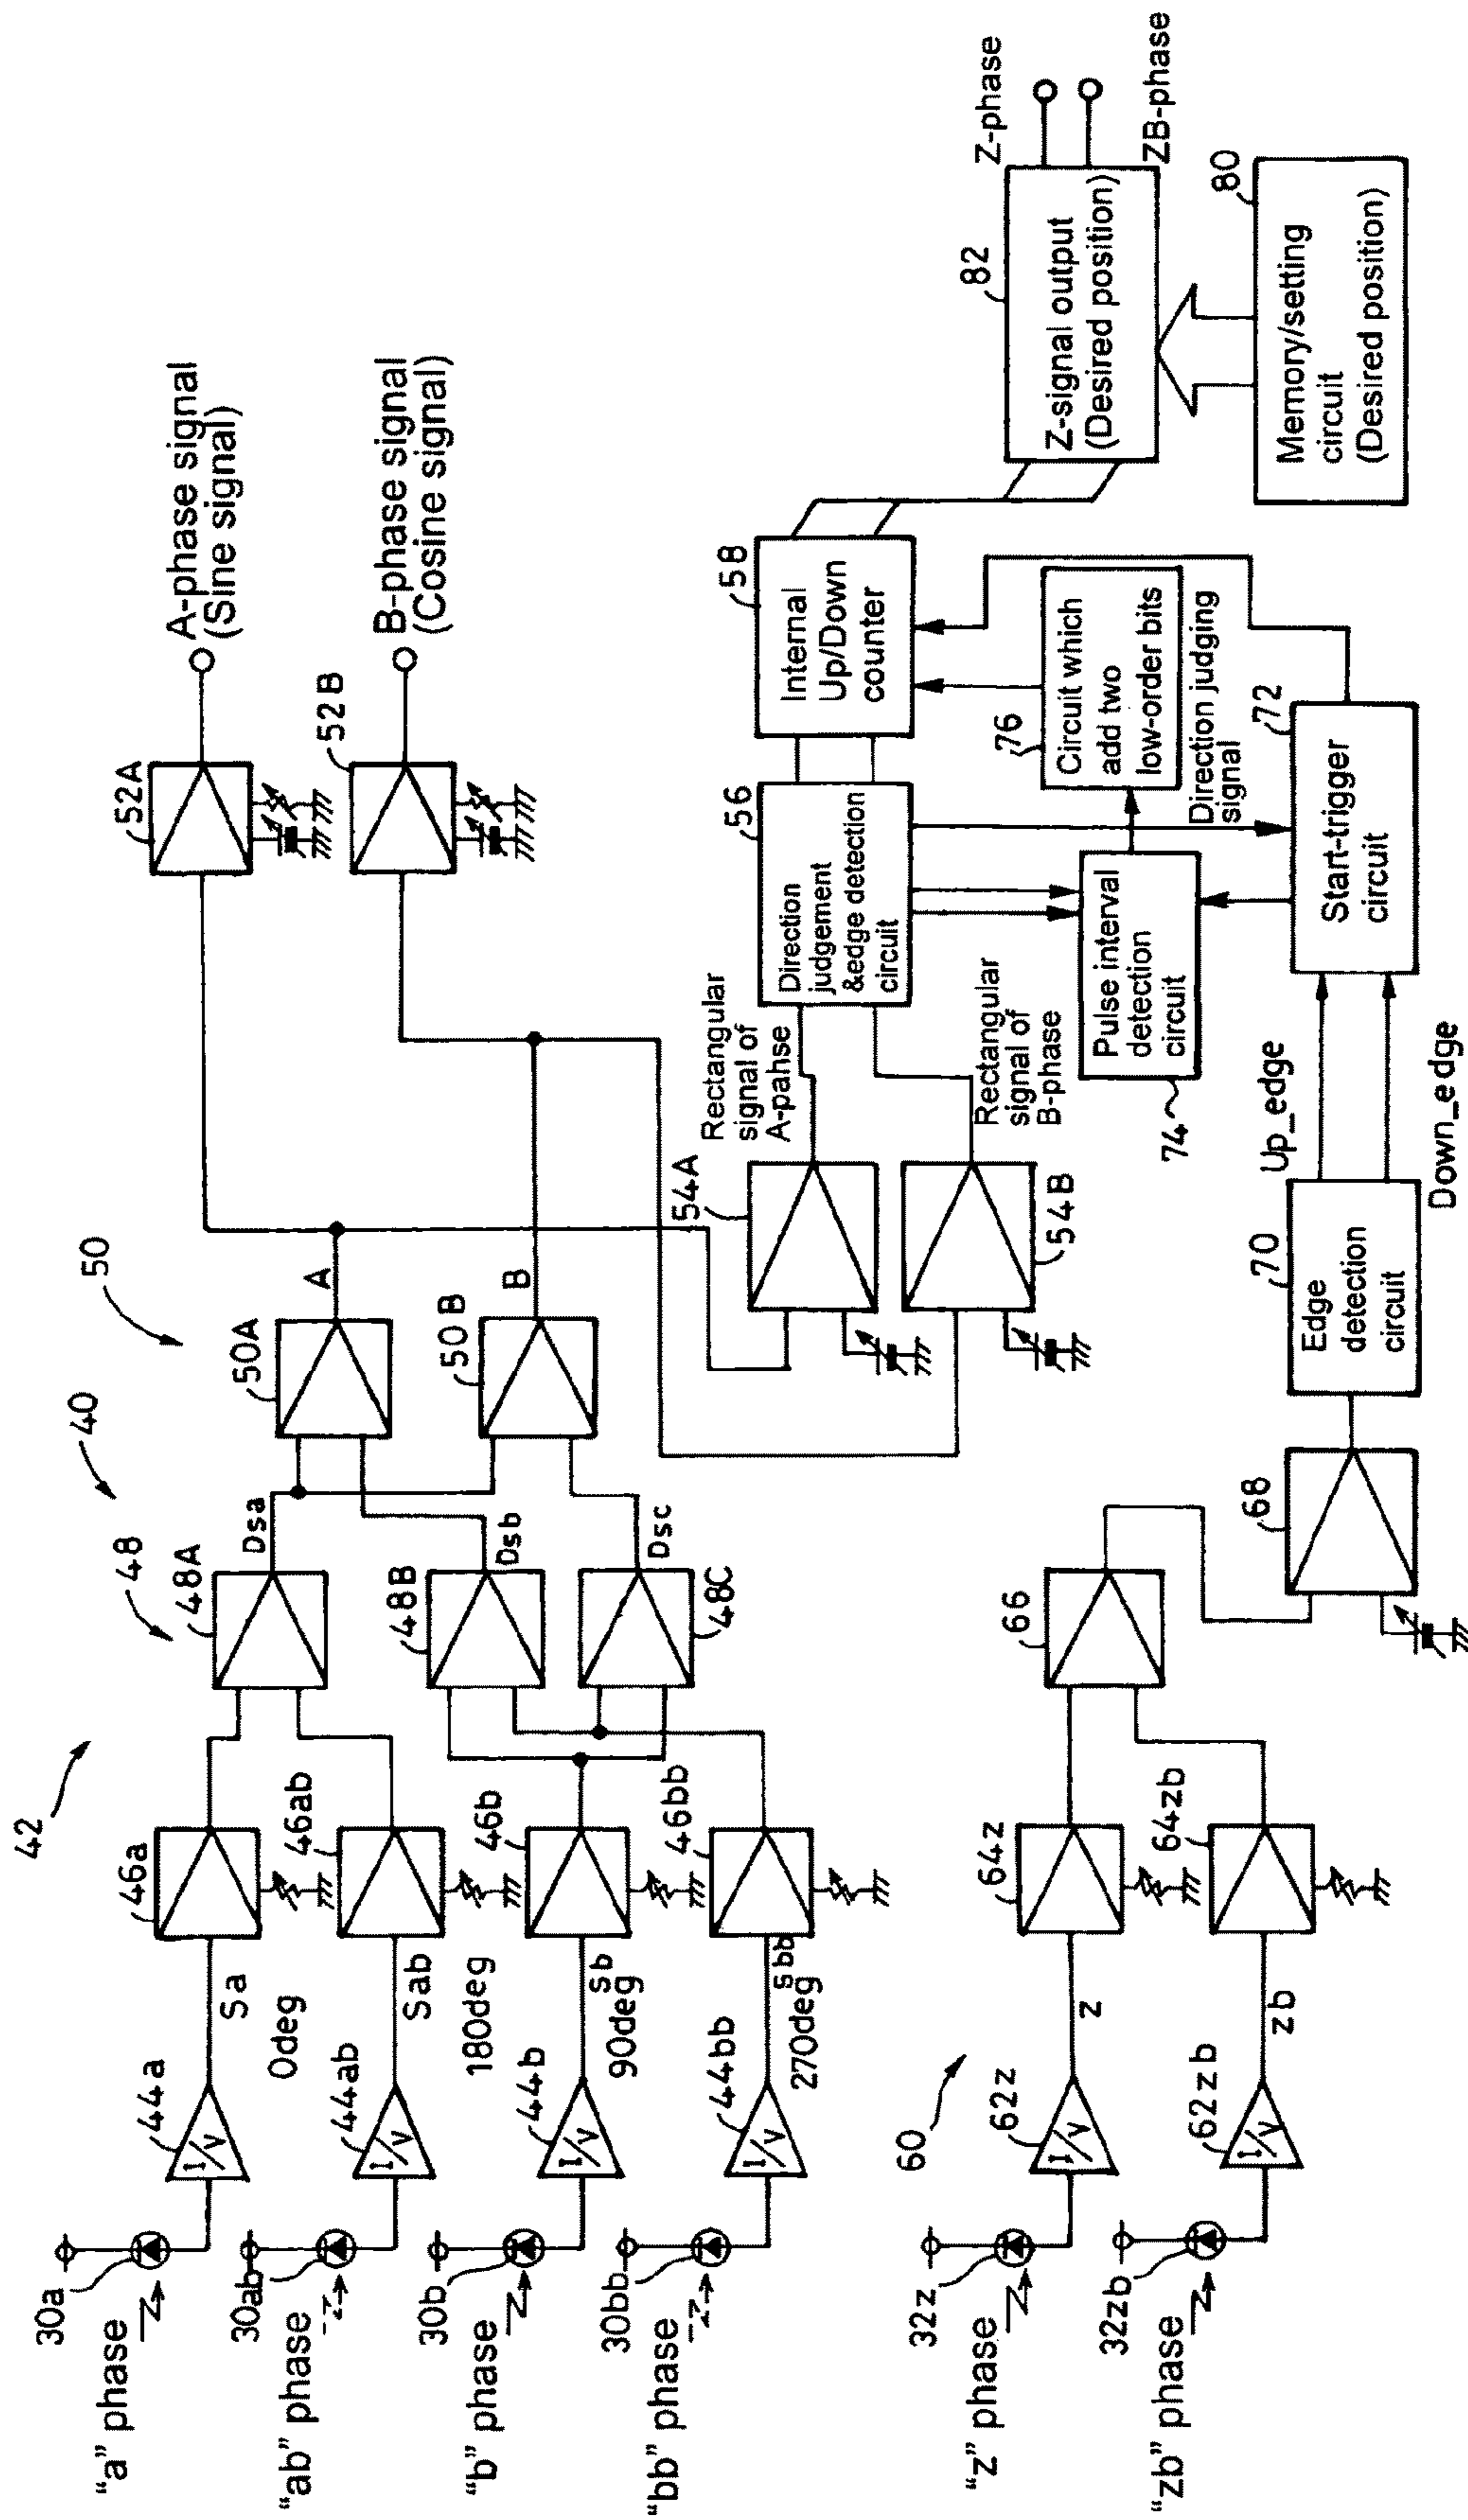 42
48
40
50
30a
"a" phase
44a
Sa
0deg
46a
48A
Dsa
50A
A
52A
A-phase signal
(Sine signal)
30ab
"ab" phase
44ab
Sab
180deg
46ab
30b
"b" phase
44b
Sb
90deg
46b
48B
Dsb
50B
B
52B
B-phase signal
(Cosine signal)
30bb
"bb" phase
44bb
Sbb
270deg
46bb
48C
Dsc
54A
Rectangular
signal of
A-pahse
54B
Rectangular
signal of
B-phase
56
Direction
judgement
&edge detection
circuit
58
Internal
Up/Down
counter
74
Pulse interval
detection
circuit
76
Circuit which
add two
low-order bits
Direction judging
signal
82
Z-signal output
(Desired position)
Z-phase
ZB-phase
80
Memory/setting
circuit
(Desired position)
60
32z
"z" phase
62z
z
64z
66
32zb
"zb" phase
62zb
zb
64zb
68
70
Edge
detection
circuit
Up_edge
Down_edge
72
Start-trigger
circuit
I/V
I/V
I/V
I/V
I/V
I/V